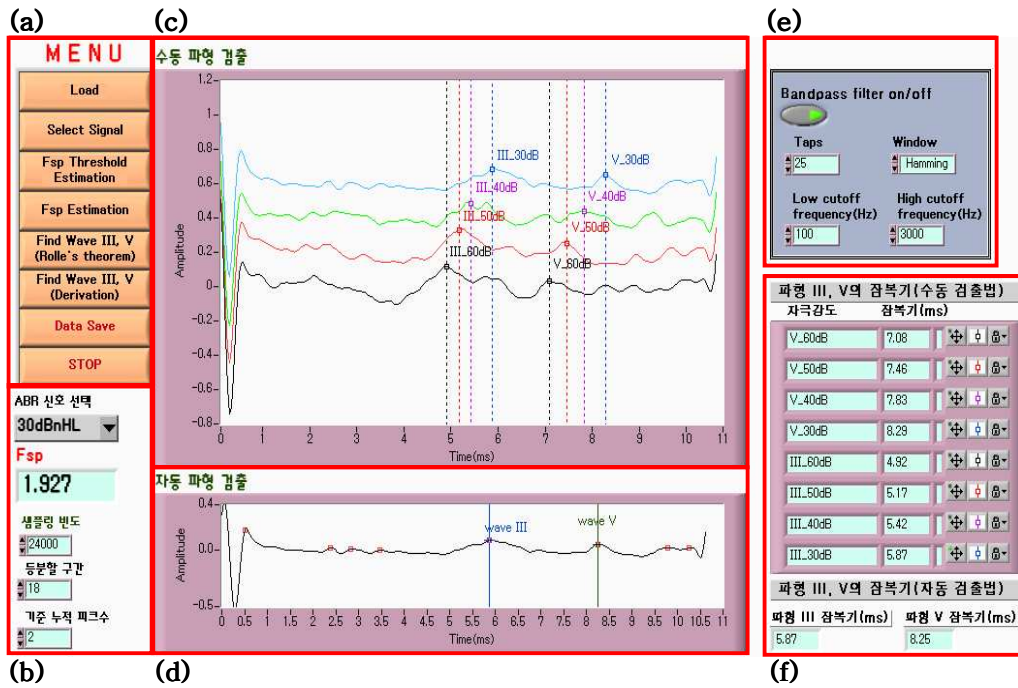 (a)
MENU
Load
Select Signal
Fsp Threshold
Estimation
Fsp Estimation
Find Wave III, V
(Rolle's theorem)
Find Wave III, V
(Derivation)
Data Save
STOP
ABR 신호 선택
30dBnHL
Fsp
1.927
샘플링 빈도
24000
등분할 구간
18
기준 누적 피크수
2
(b)
(c)
수동 파형 검출
1.2
1
0.8
0.6
0.4
0.2
0
-0.2
-0.4
-0.6
-0.8
Amplitude
III_30dB
V_30dB
III_40dB
V_40dB
III_50dB
V_50dB
III_60dB
V_60dB
0 1 2 3 4 5 6 7 8 9 10 11
Time(ms)
자동 파형 검출
0.4
0.0
-0.5
Amplitude
wave III
wave V
0 0.5 1 1.5 2 2.5 3 3.5 4 4.5 5 5.5 6 6.5 7 7.5 8 8.5 9 9.5 10 10.5 11
Time(ms)
(d)
(e)
Bandpass filter on/off
Taps
Window
25
Hamming
Low cutoff
frequency(Hz)
High cutoff
frequency(Hz)
100
3000
파형 III, V의 잠복기(수동 검출법)
자극강도 잠복기(ms)
V_60dB 7.08
V_50dB 7.46
V_40dB 7.83
V_30dB 8.29
III_60dB 4.92
III_50dB 5.17
III_40dB 5.42
III_30dB 5.87
파형 III, V의 잠복기(자동 검출법)
파형 III 잠복기(ms) 파형 V 잠복기(ms)
5.87 8.25
(f)